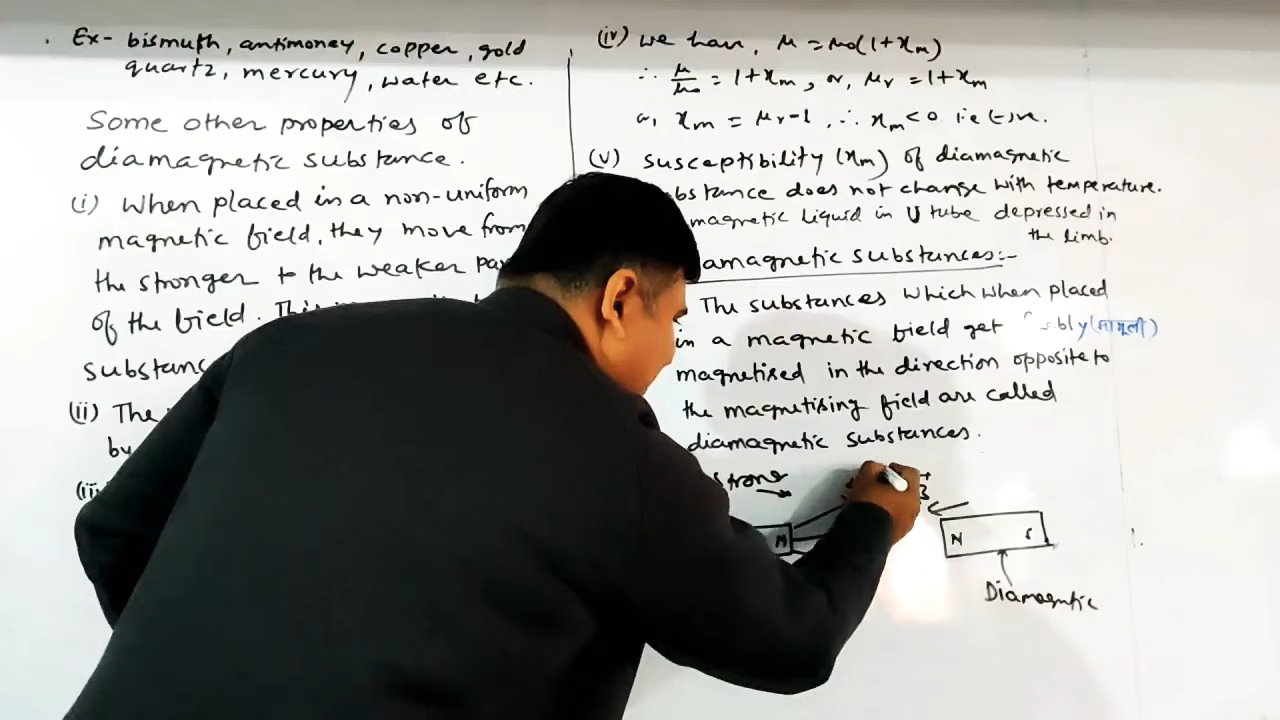 Ex- bismuth, antimoney, copper, gold
quartz, mercury, water etc.
Some other properties of
diamagnetic substance.
(i) When placed in a non-uniform
magnetic field, they move from
the stronger to the weaker
of the field.
substanc
(ii) The
by
(iii
(iv) we have, μ = μ0(1+χm)
∴ μ/μ0 = 1+χm, or, μr = 1+χm
or, χm = μr-1, ∴ χm<0 i.e (-)ve.
(v) susceptibility (χm) of diamagnetic
bstance does not change with temperature.
magnetic liquid in U tube depressed in
the limb.
amagnetic substances:-
The substances which when placed
in a magnetic field get bly (मामूली)
magnetised in the direction opposite to
the magnetising field are called
diamagnetic substances.
strong
B
N
N S
Diamagnetic